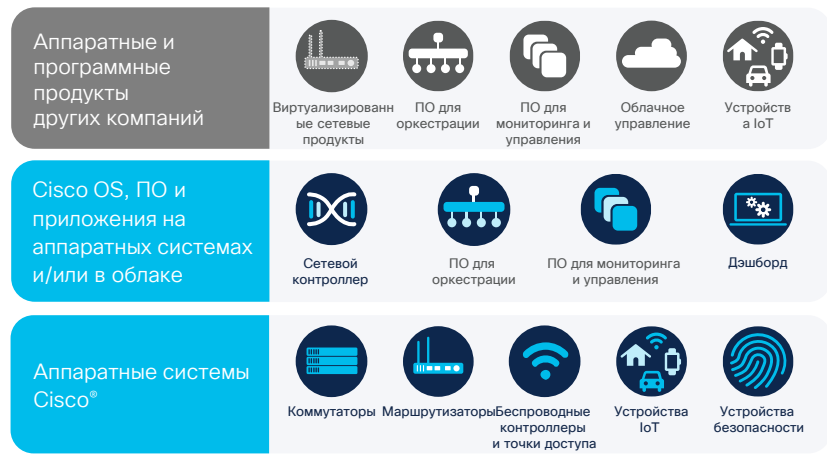 Аппаратные и
программные
продукты
других компаний
Виртуализированн
ые сетевые
продукты
ПО для
оркестрации
ПО для
мониторинга и
управления
Облачное
управление
Устройств
а IoT
Cisco OS, ПО и
приложения на
аппаратных системах
и/или в облаке
Сетевой
контроллер
ПО для
оркестрации
ПО для мониторинга
и управления
Дэшборд
Аппаратные системы
Cisco®
Коммутаторы
Маршрутизаторы
Беспроводные
контроллеры
и точки доступа
Устройства
IoT
Устройства
безопасности